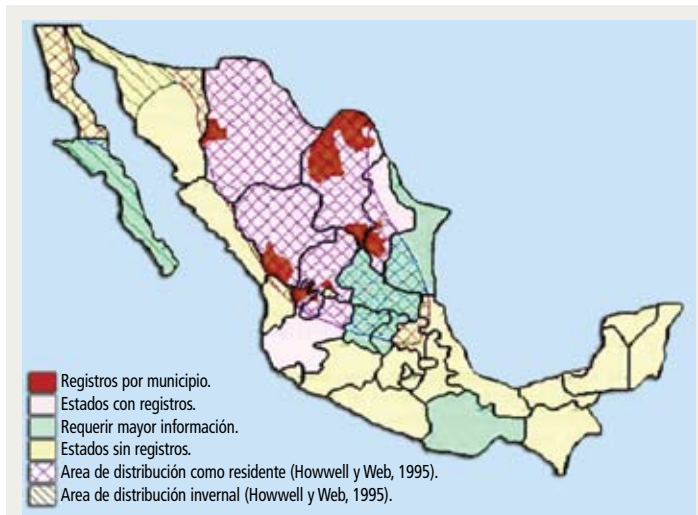 Registros por municipio.
Estados con registros.
Requerir mayor información.
Estados sin registros.
Area de distribución como residente (Howwell y Web, 1995).
Area de distribución invernal (Howwell y Web, 1995).